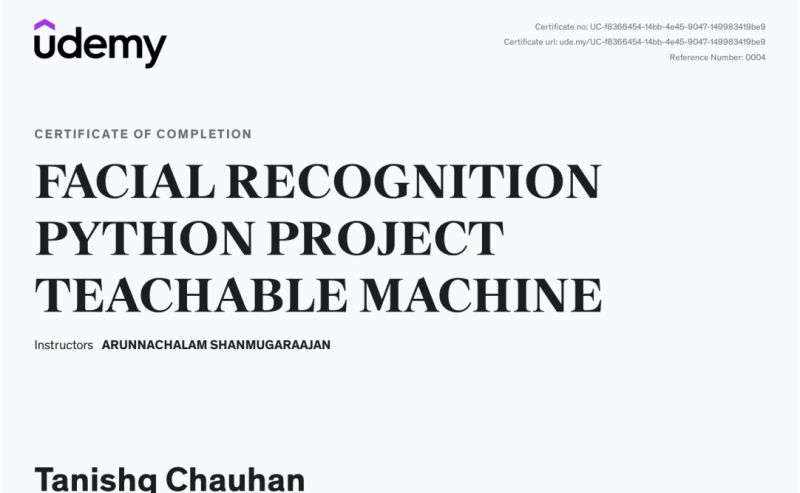 udemy
Certificate no: UC-f8366454-14bb-4e45-9047-149983419be9
Certificate url: ude.my/UC-f8366454-14bb-4e45-9047-149983419be9
Reference Number: 0004
CERTIFICATE OF COMPLETION
FACIAL RECOGNITION
PYTHON PROJECT
TEACHABLE MACHINE
Instructors ARUNNACHALAM SHANMUGARAAJAN
Tanishq Chauhan